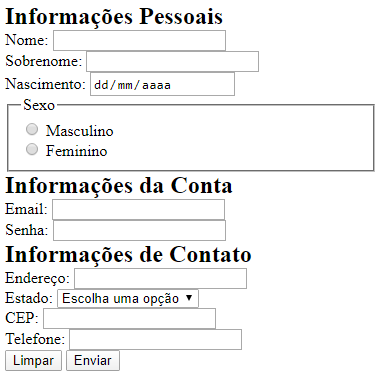 Informações Pessoais
Nome:
Sobrenome:
Nascimento: dd/mm/aaaa
Sexo
Masculino
Feminino
Informações da Conta
Email:
Senha:
Informações de Contato
Endereço:
Estado: Escolha uma opção
CEP:
Telefone:
Limpar Enviar